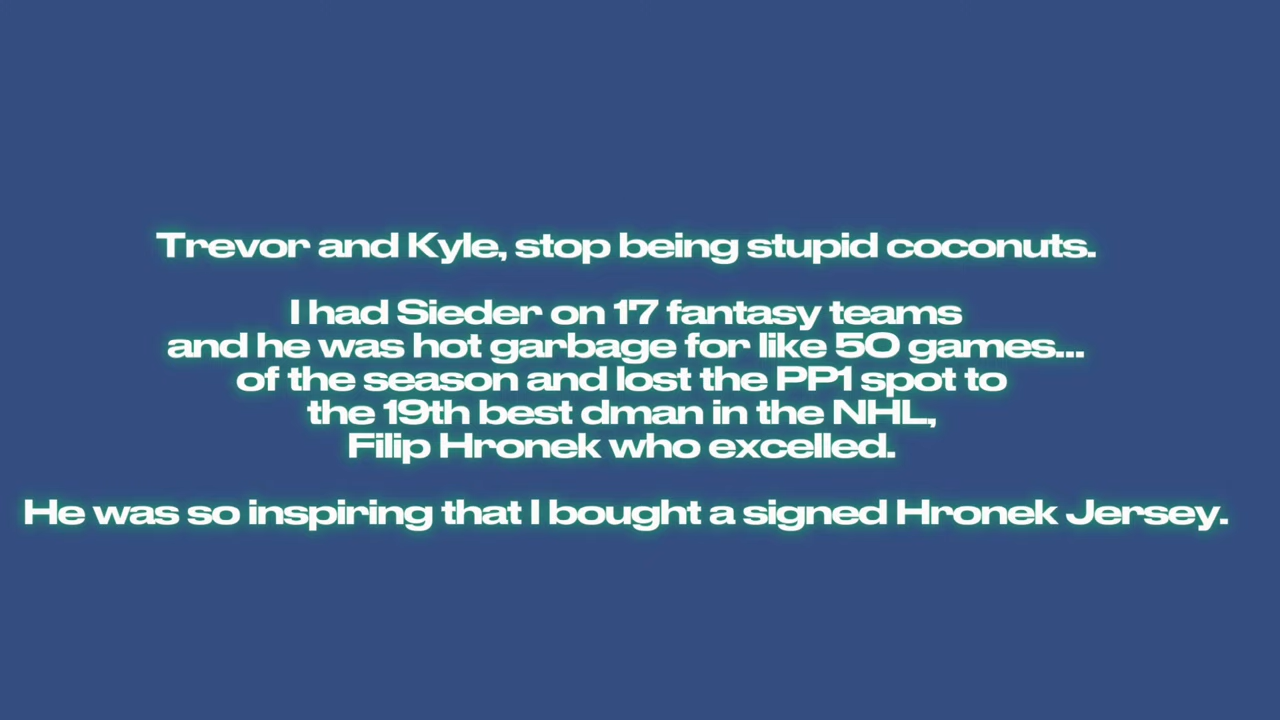 Trevor and Kyle, stop being stupid coconuts.
I had Sieder on 17 fantasy teams
and he was hot garbage for like 50 games...
of the season and lost the PP1 spot to
the 19th best dman in the NHL,
Filip Hronek who excelled.
He was so inspiring that I bought a signed Hronek Jersey.